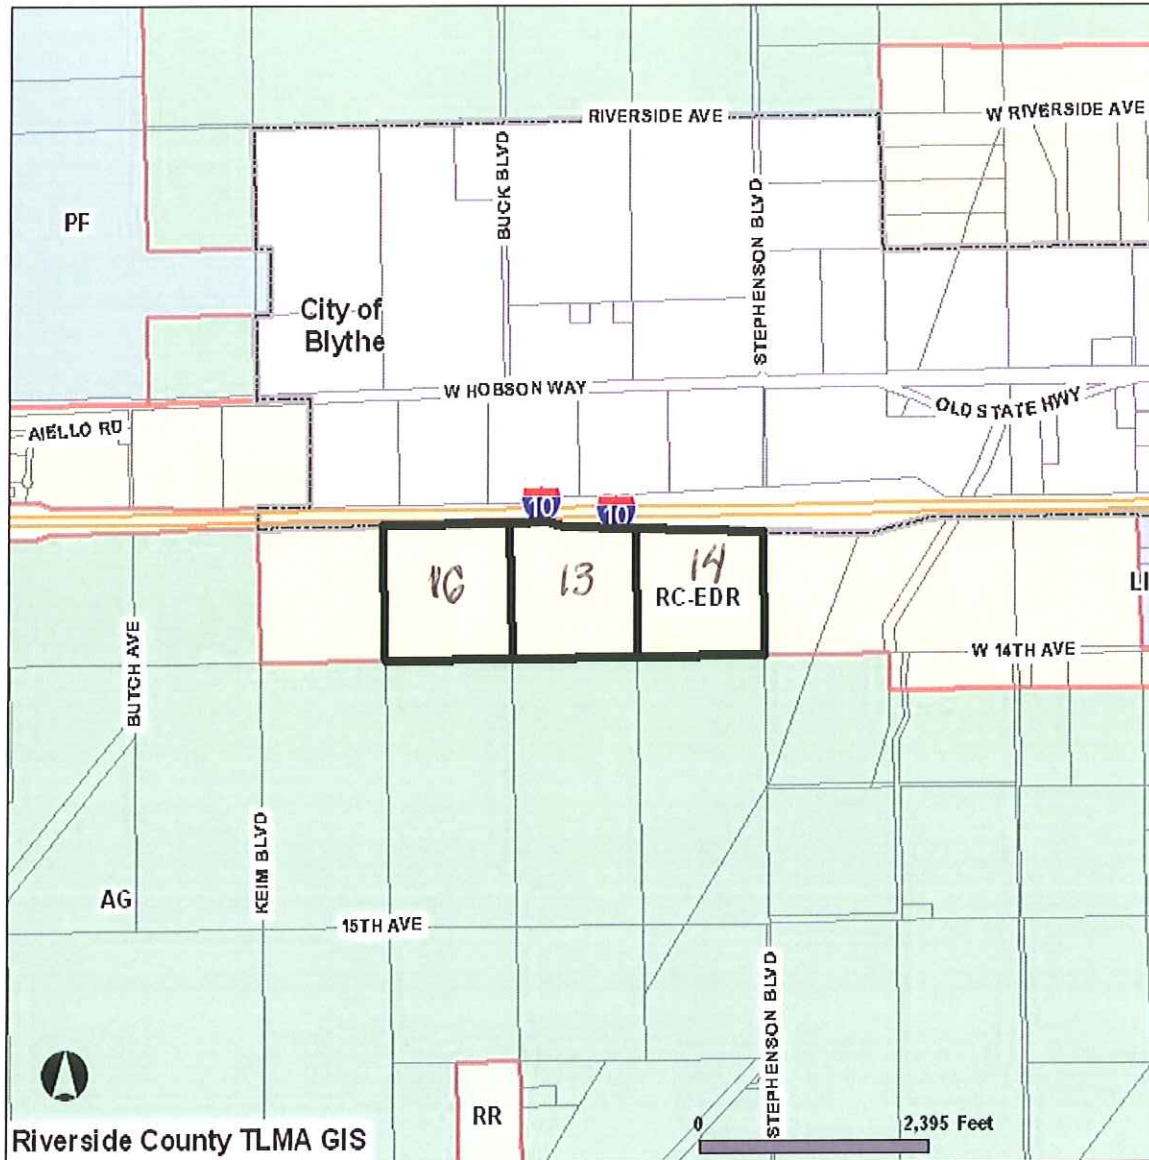 RIVERSIDE AVE
W RIVERSIDE AVE
BUCK BLVD
STEPHENSON BLVD
PF
City of
Blythe
W HOBSON WAY
OLD STATE HWY
AIELLO RD
10
10
16
13
14
RC-EDR
LI
W 14TH AVE
BUTCH AVE
KEIM BLVD
AG
15TH AVE
STEPHENSON BLVD
RR
0
2,395 Feet
Riverside County TLMA GIS